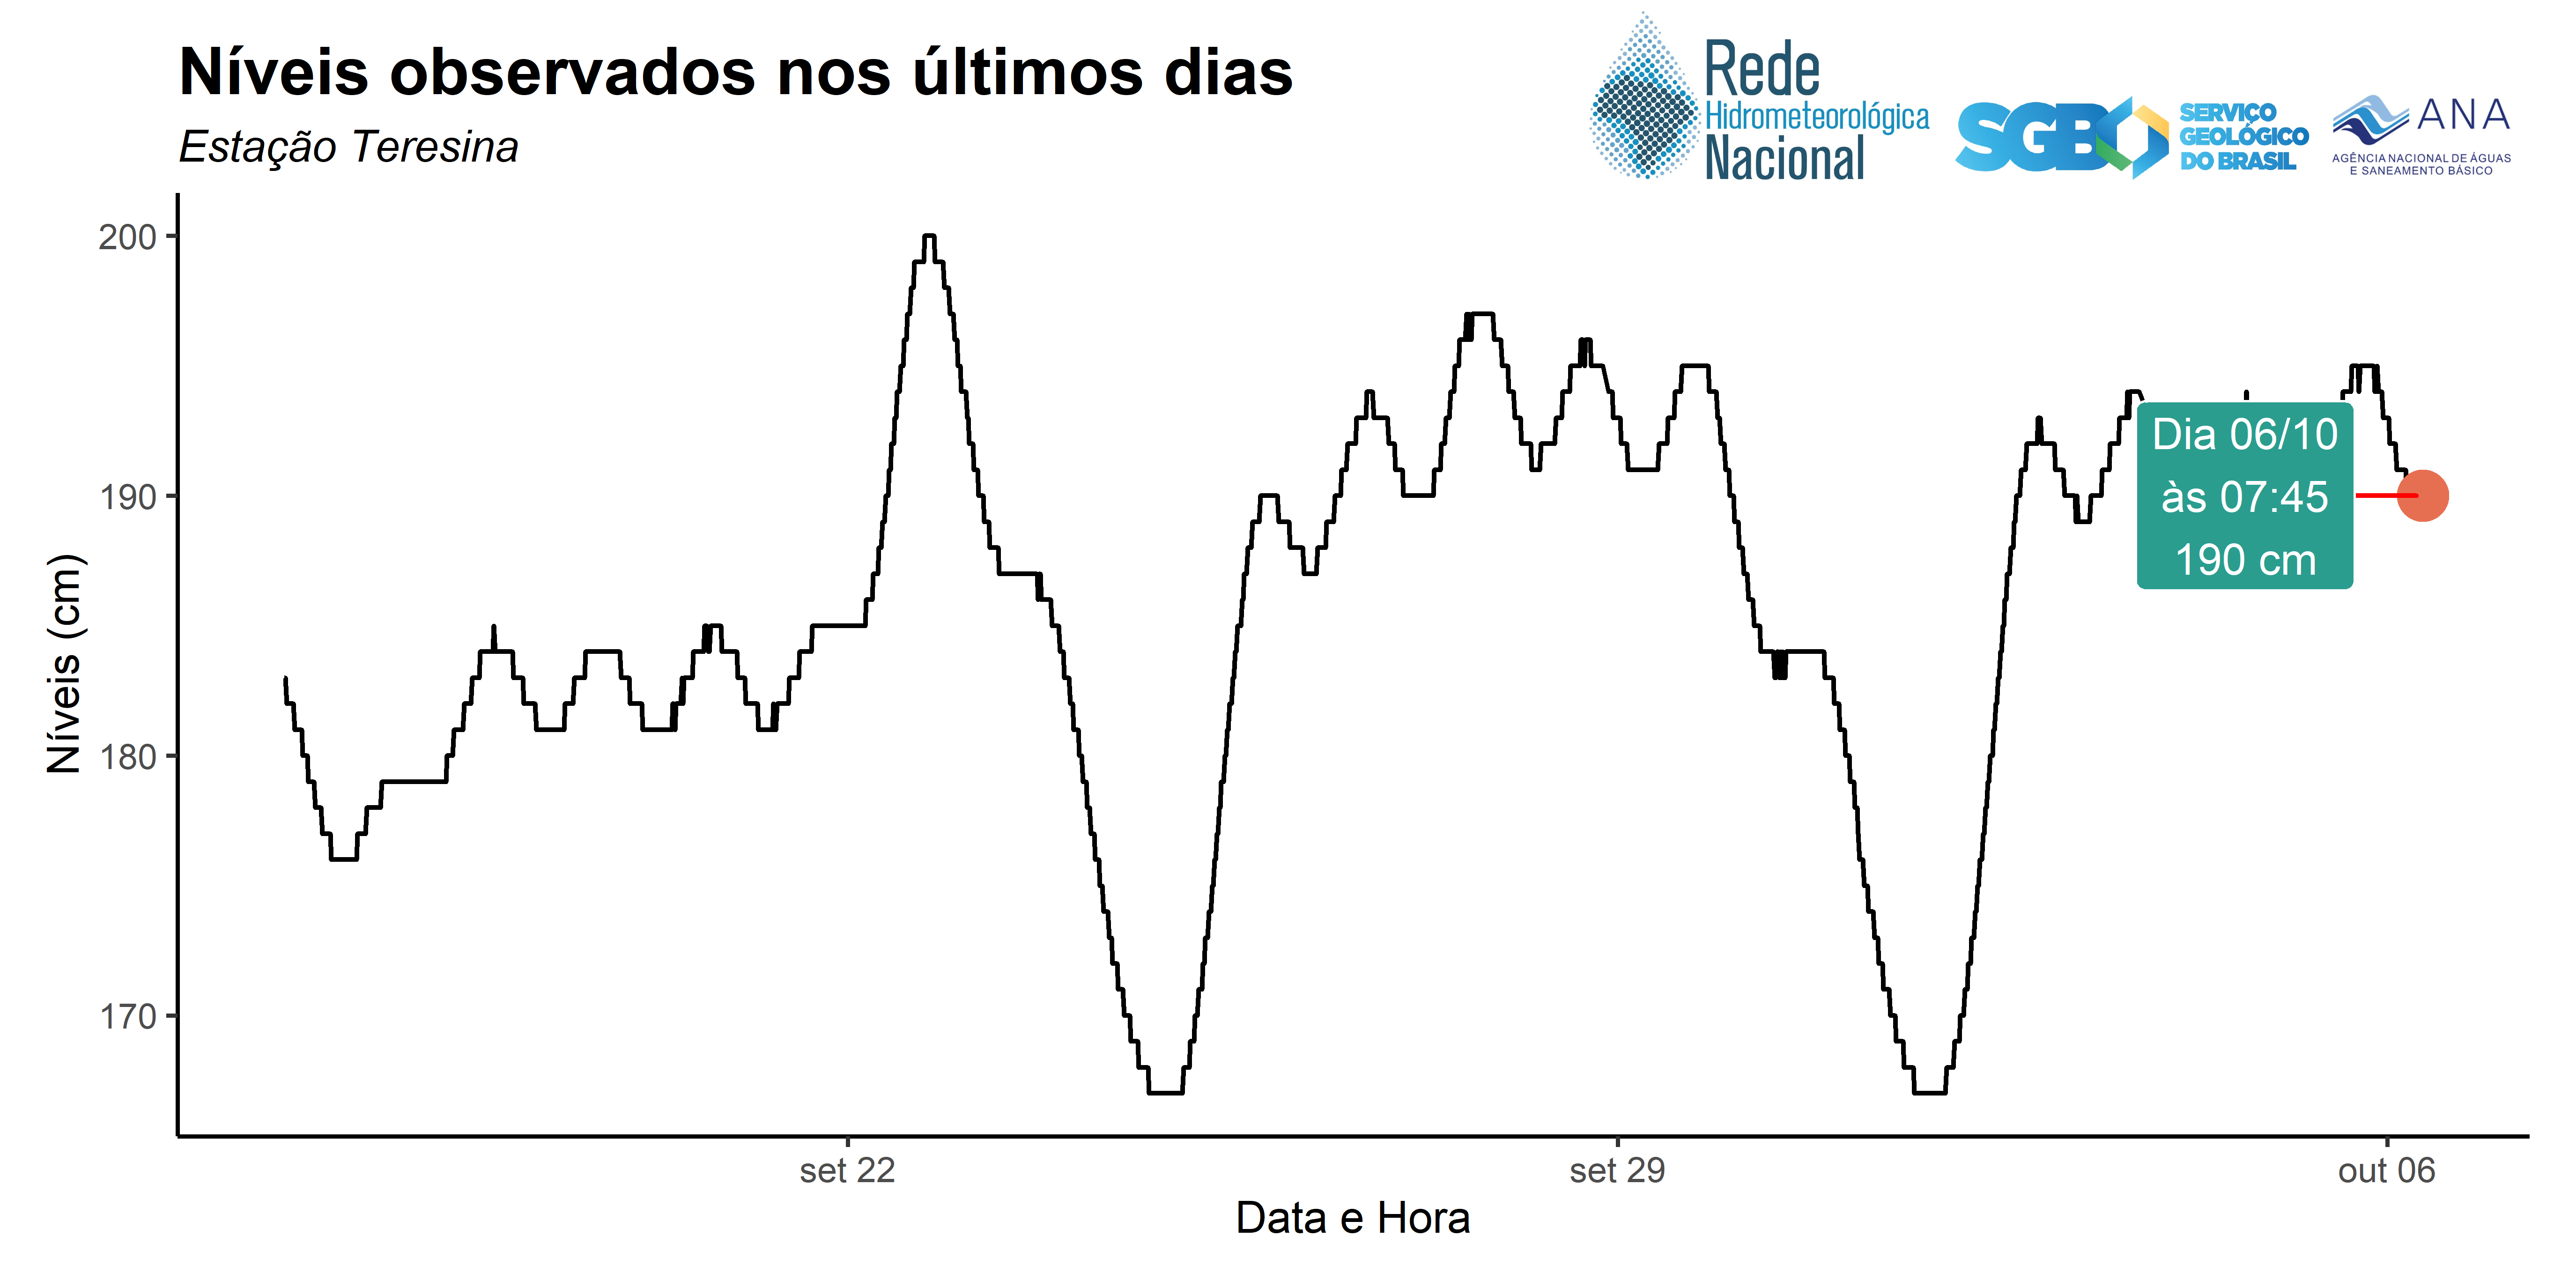 Níveis observados nos últimos dias
Estação Teresina
Rede
Hidrometeorológica
Nacional
SGB
SERVIÇO
GEOLÓGICO
DO BRASIL
ANA
AGÊNCIA NACIONAL DE ÁGUAS
E SANEAMENTO BÁSICO
Níveis (cm)
200
190
180
170
Dia 06/10
às 07:45
190 cm
set 22
set 29
out 06
Data e Hora